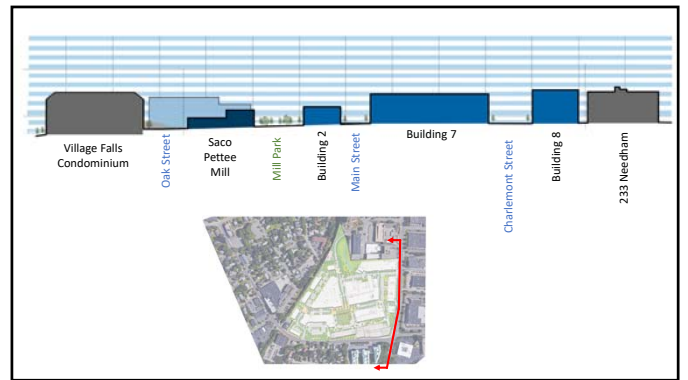 Village Falls
Condominium
Oak Street
Saco
Pettee
Mill
Mill Park
Building 2
Main Street
Building 7
Charlemont Street
Building 8
233 Needham